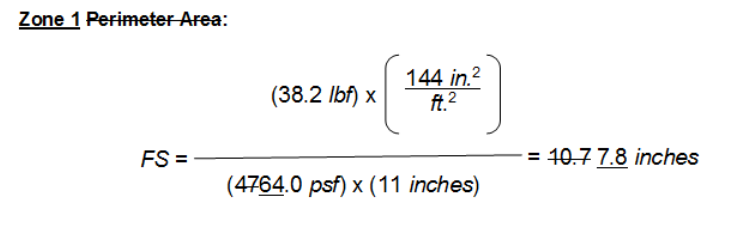 Zone 1 Perimeter Area:
(38.2 lbf) x ( 144 in.²
ft.² )
FS = = 10.7 7.8 inches
(4764.0 psf) x (11 inches)